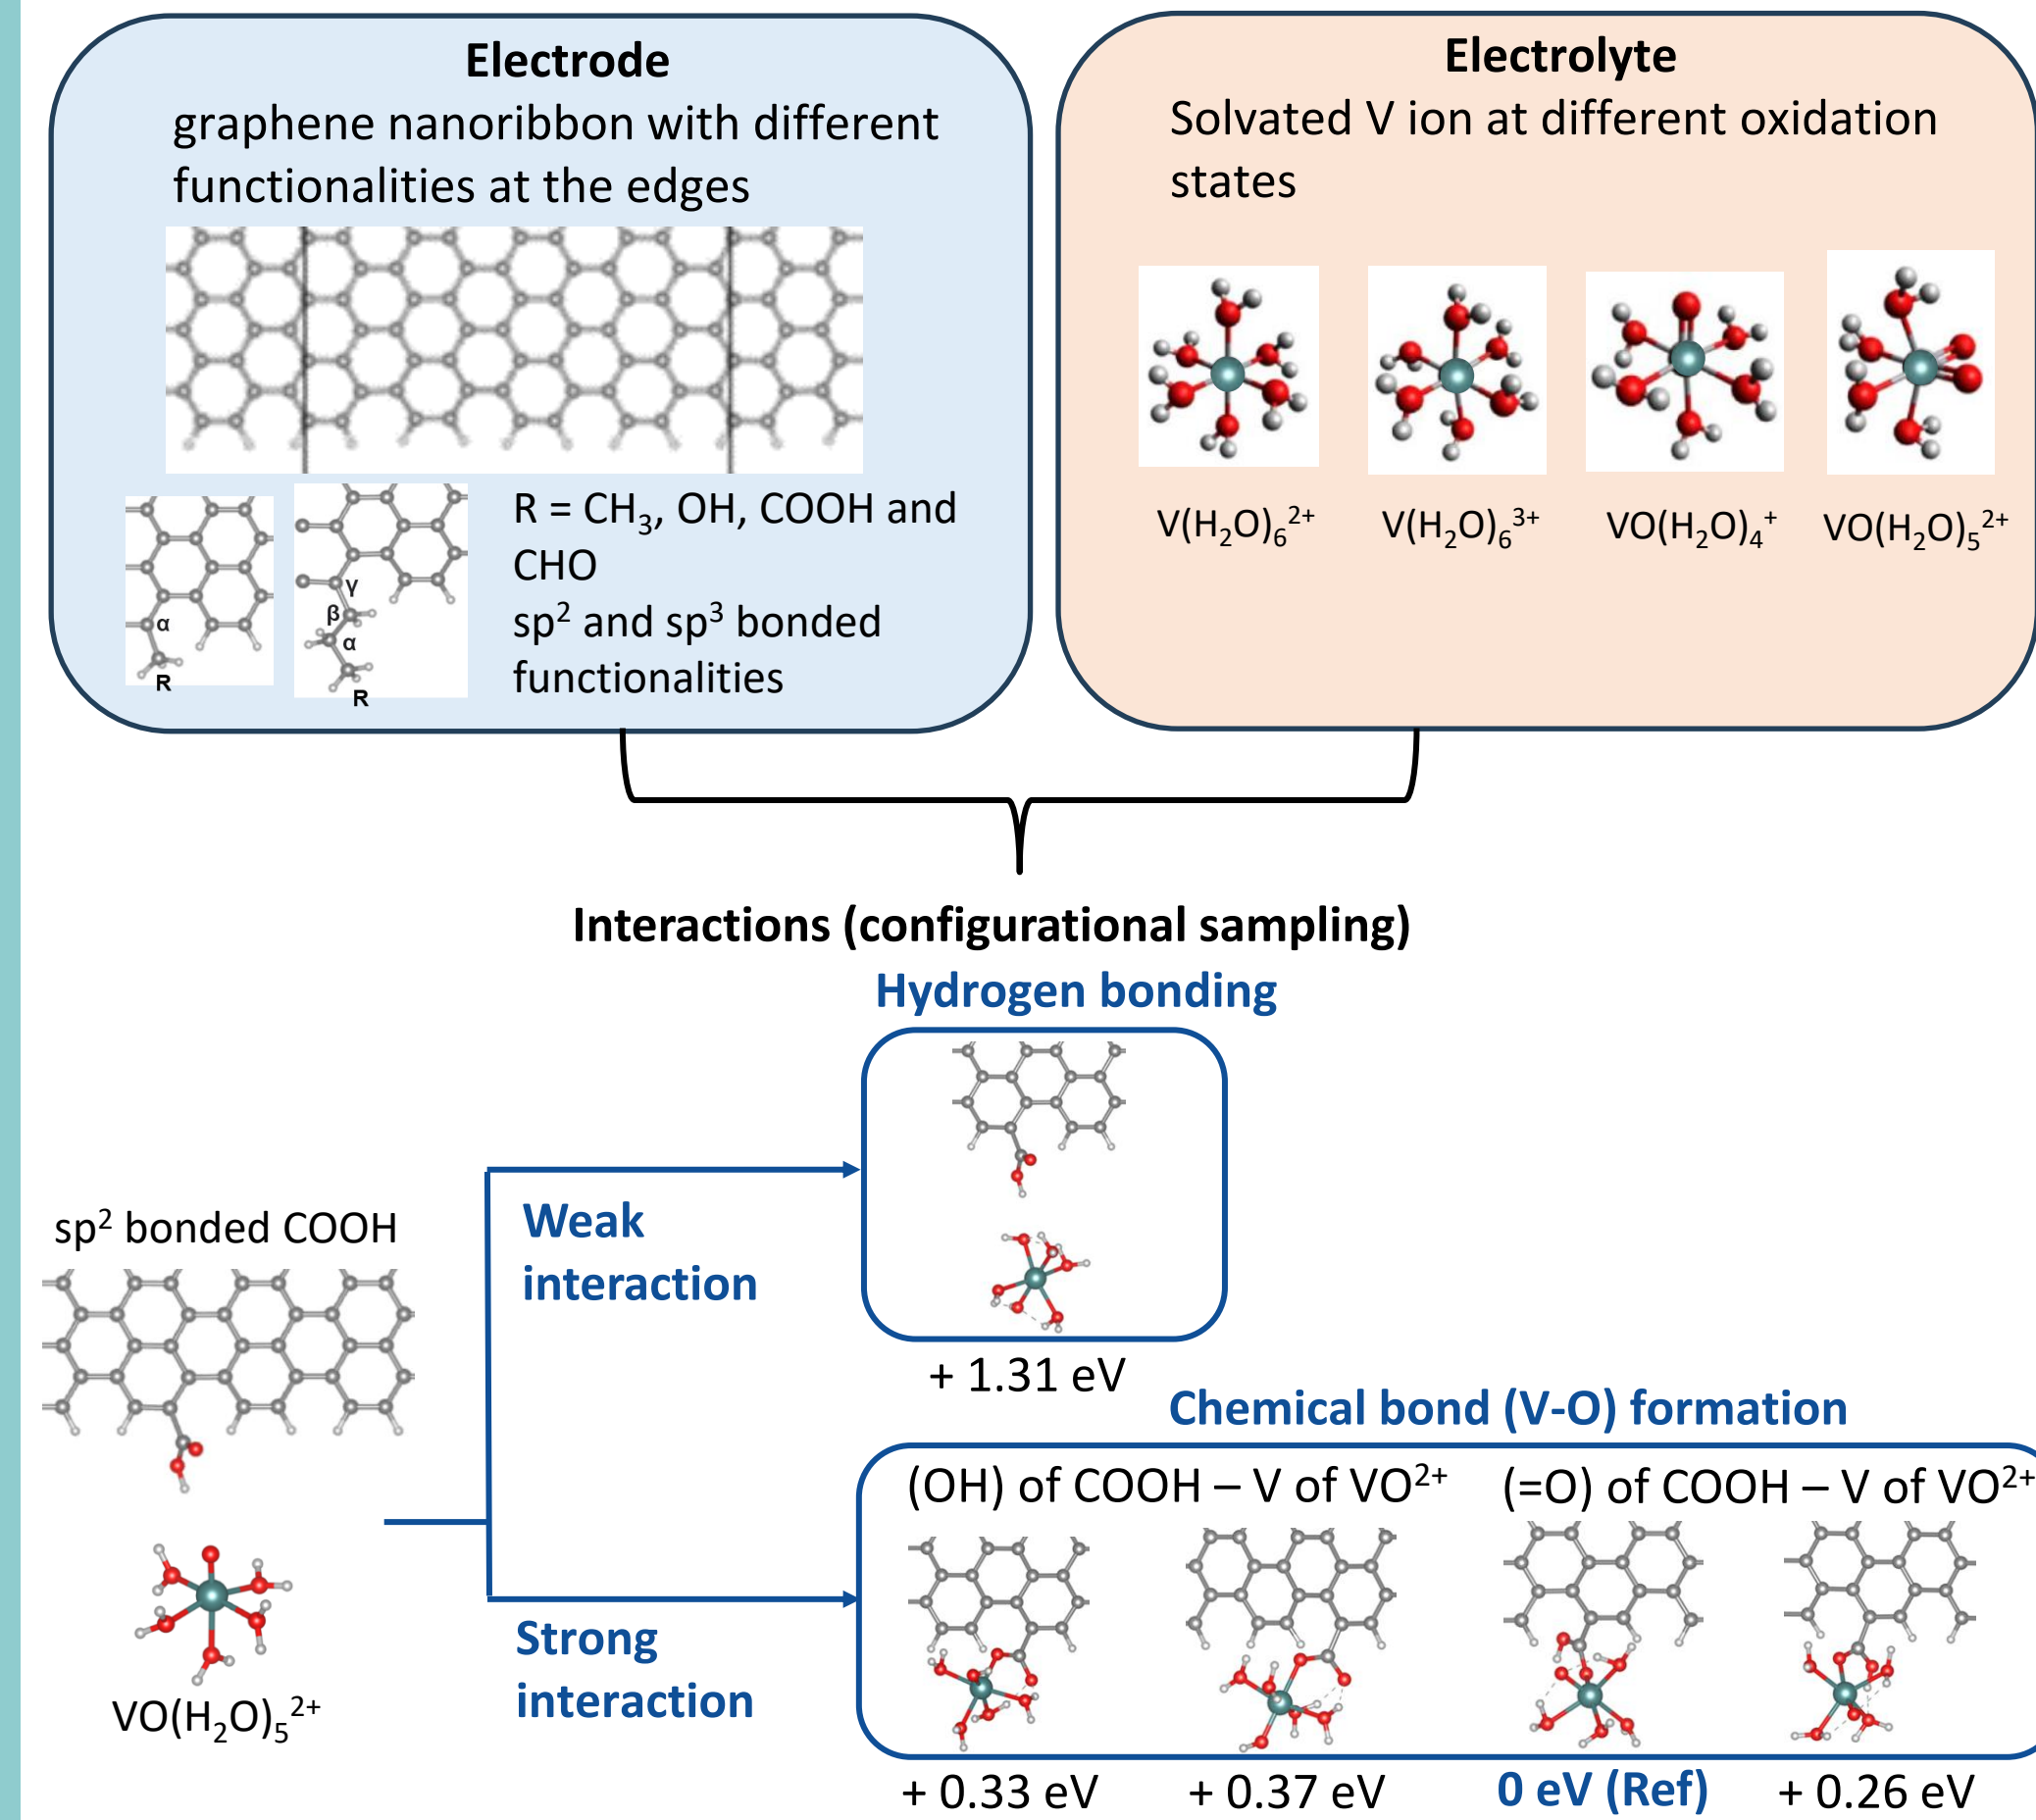 Electrode
graphene nanoribbon with different
functionalities at the edges
α
R
γ
β
α
R
R = CH₃, OH, COOH and
CHO
sp² and sp³ bonded
functionalities
Electrolyte
Solvated V ion at different oxidation
states
V(H₂O)₆²⁺
V(H₂O)₆³⁺
VO(H₂O)₄⁺
VO(H₂O)₅²⁺
Interactions (configurational sampling)
Hydrogen bonding
+ 1.31 eV
Weak
interaction
sp² bonded COOH
VO(H₂O)₅²⁺
Strong
interaction
Chemical bond (V-O) formation
(OH) of COOH – V of VO²⁺
(=O) of COOH – V of VO²⁺
+ 0.33 eV
+ 0.37 eV
0 eV (Ref)
+ 0.26 eV